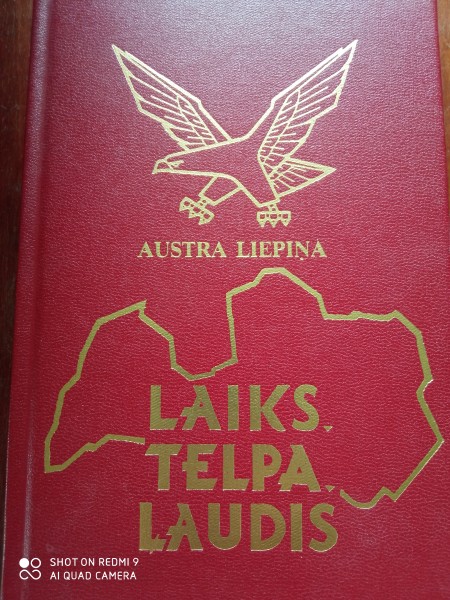 AUSTRA LIEPIŅA
LAIKS,
TELPA,
ĻAUDIS
SHOT ON REDMI 9
AI QUAD CAMERA